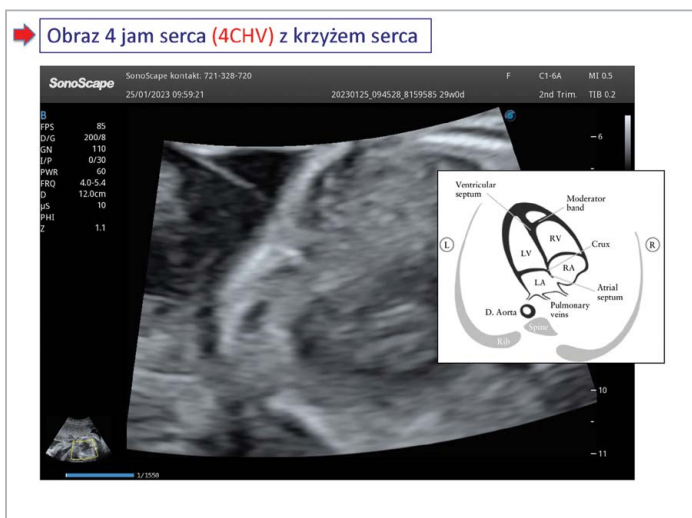 Obraz 4 jam serca (4CHV) z krzyżem serca
SonoScape
SonoScape kontakt: 721-328-720 F C1-6A MI 0.5
25/01/2023 09:59:21 20230125_094528_8159585 29w0d 2nd Trim. TIB 0.2
B
FPS 85
D/G 200/8
GN 110
I/P 0/30
PWR 60
FRQ 4.0-5.4
D 12.0cm
µS 10
PHI
Z 1.1
6
Ventricular
septum
Moderator
band
L
R
LV
RV
Crux
RA
LA
Atrial
septum
D. Aorta
Pulmonary
veins
Spine
Rib
10
11
1/1550